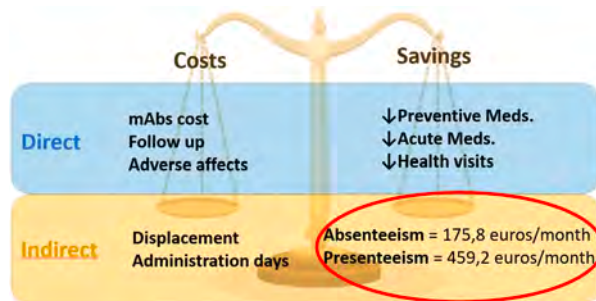 Costs
Savings
Direct
mAbs cost
Follow up
Adverse affects
↓Preventive Meds.
↓Acute Meds.
↓Health visits
Indirect
Displacement
Administration days
Absenteeism = 175,8 euros/month
Presenteeism = 459,2 euros/month